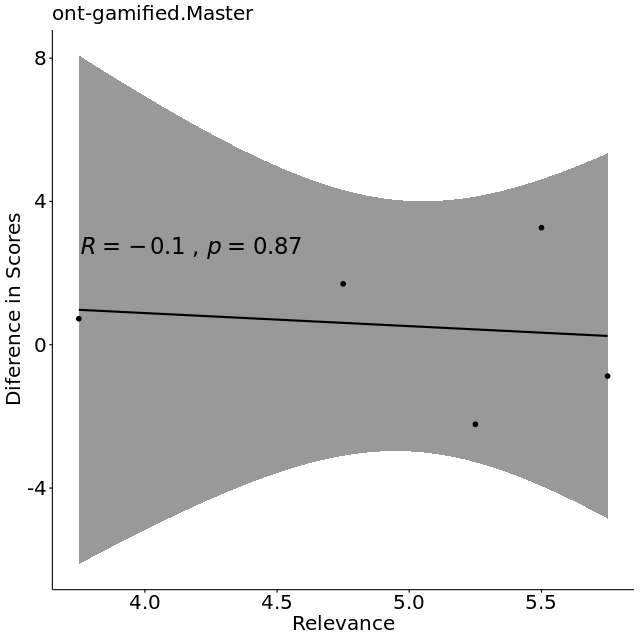 ont-gamified.Master
8
4
0
-4
R = −0.1 , p = 0.87
Diference in Scores
4.0 4.5 5.0 5.5
Relevance